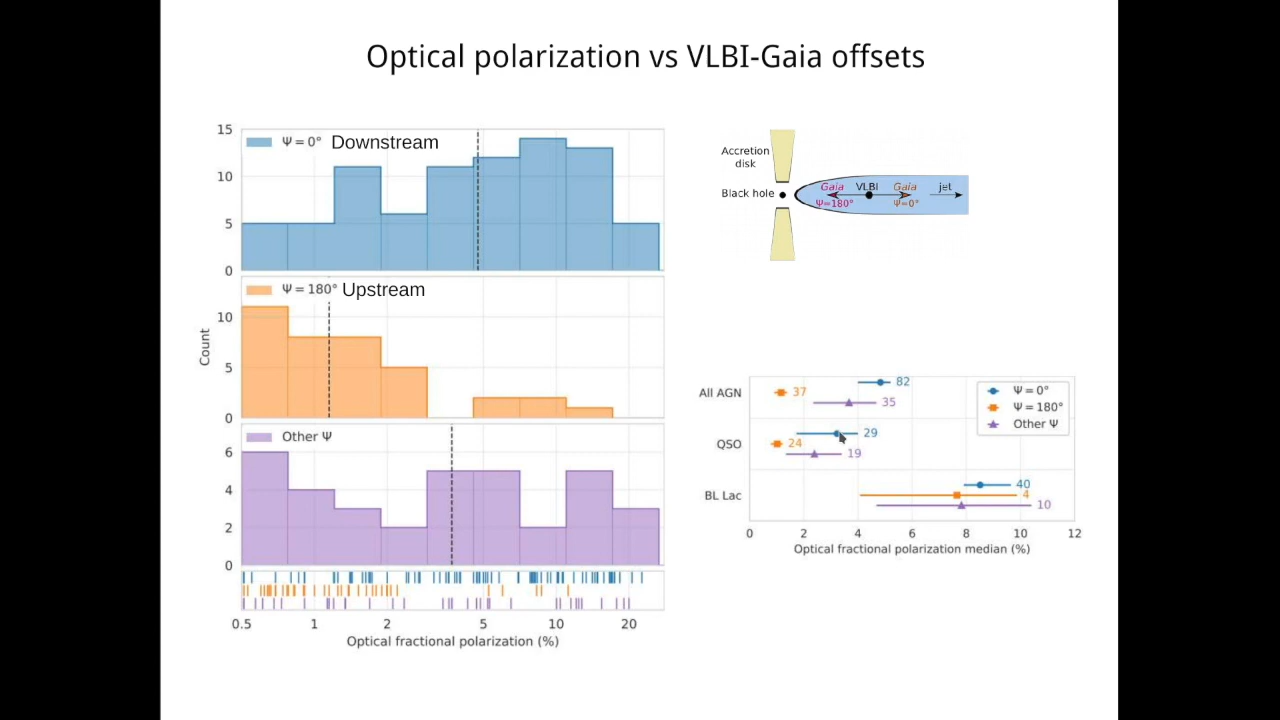 Optical polarization vs VLBI-Gaia offsets
Ψ = 0° Downstream
15
10
5
0
Ψ = 180° Upstream
10
5
0
Count
Other Ψ
6
4
2
0
0.5 1 2 5 10 20
Optical fractional polarization (%)
Accretion
disk
Black hole
Gaia VLBI Gaia jet
Ψ=180° Ψ=0°
All AGN
QSO
BL Lac
82
37
35
29
24
19
40
4
10
Ψ = 0°
Ψ = 180°
Other Ψ
0 2 4 6 8 10 12
Optical fractional polarization median (%)